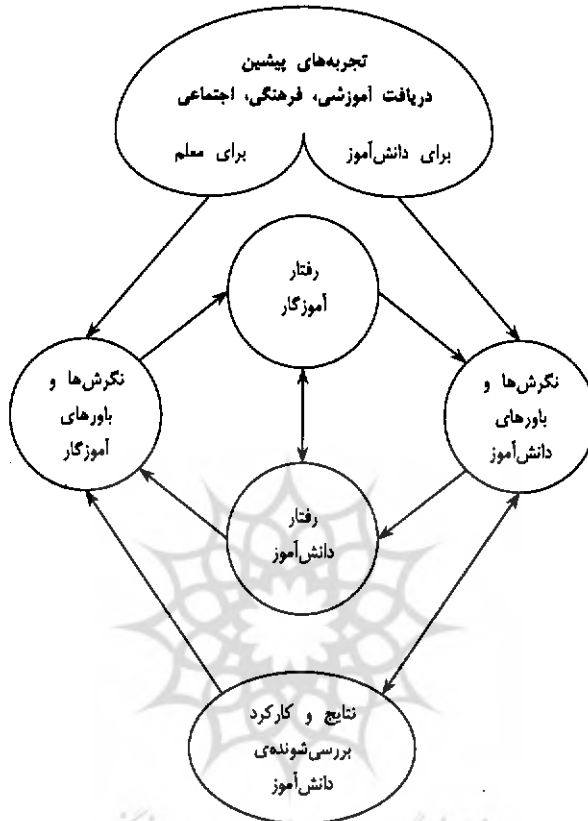 تجربه‌های پیشین
دریافت آموزشی، فرهنگی، اجتماعی
برای دانش‌آموز
برای معلم
رفتار
آموزگار
نگرش‌ها و
باورهای
دانش‌آموز
نگرش‌ها و
باورهای
آموزگار
رفتار
دانش‌آموز
نتایج و کارکرد
بررسی‌شونده‌ی
دانش‌آموز